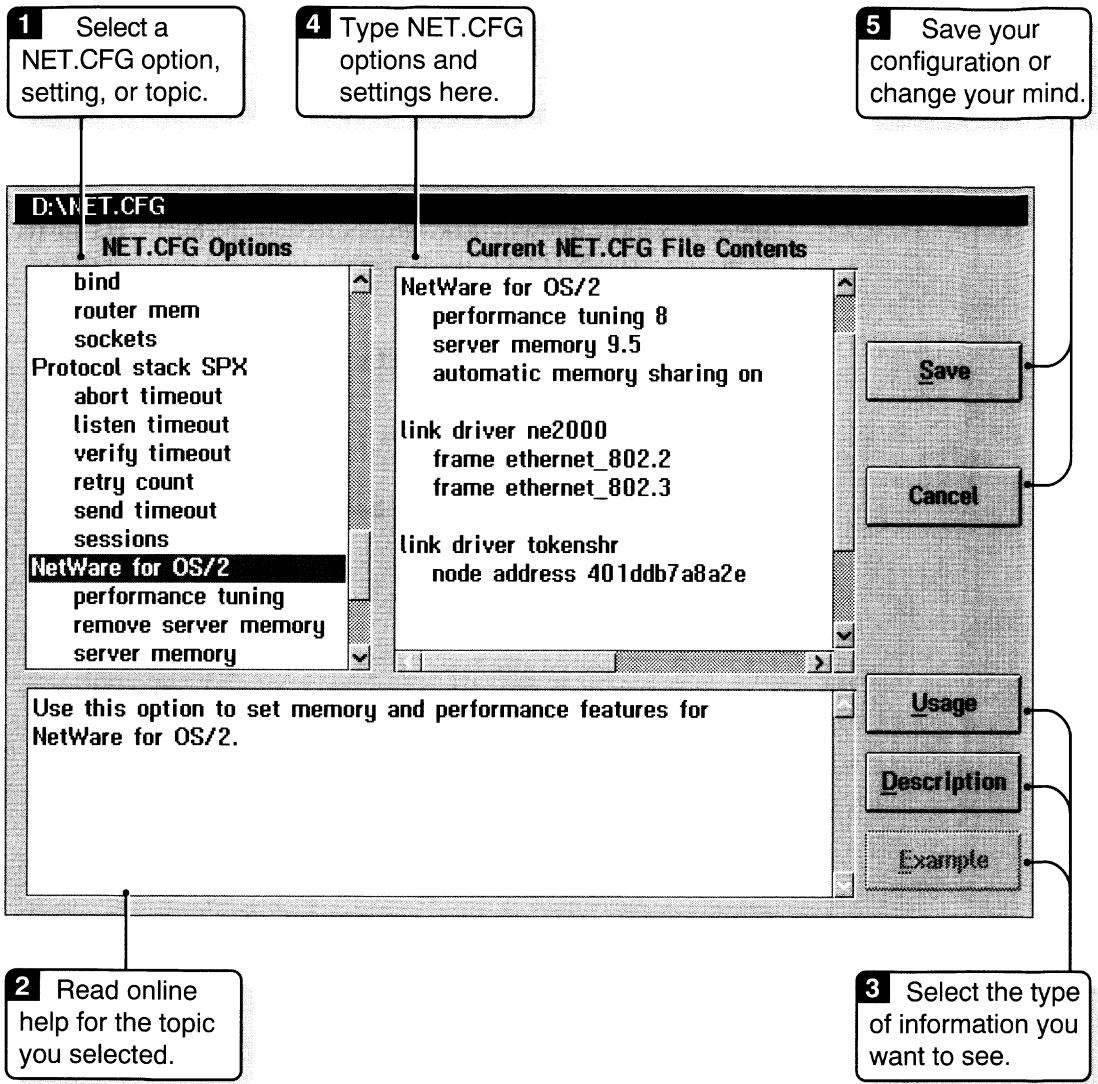 1 Select a
NET.CFG option,
setting, or topic.
4 Type NET.CFG
options and
settings here.
5 Save your
configuration or
change your mind.
D:\NET.CFG
NET.CFG Options
bind
router mem
sockets
Protocol stack SPX
abort timeout
listen timeout
verify timeout
retry count
send timeout
sessions
NetWare for OS/2
performance tuning
remove server memory
server memory
Current NET.CFG File Contents
NetWare for OS/2
performance tuning 8
server memory 9.5
automatic memory sharing on
link driver ne2000
frame ethernet_802.2
frame ethernet_802.3
link driver tokenshr
node address 401ddb7a8a2e
Save
Cancel
Use this option to set memory and performance features for
NetWare for OS/2.
Usage
Description
Example
2 Read online
help for the topic
you selected.
3 Select the type
of information you
want to see.